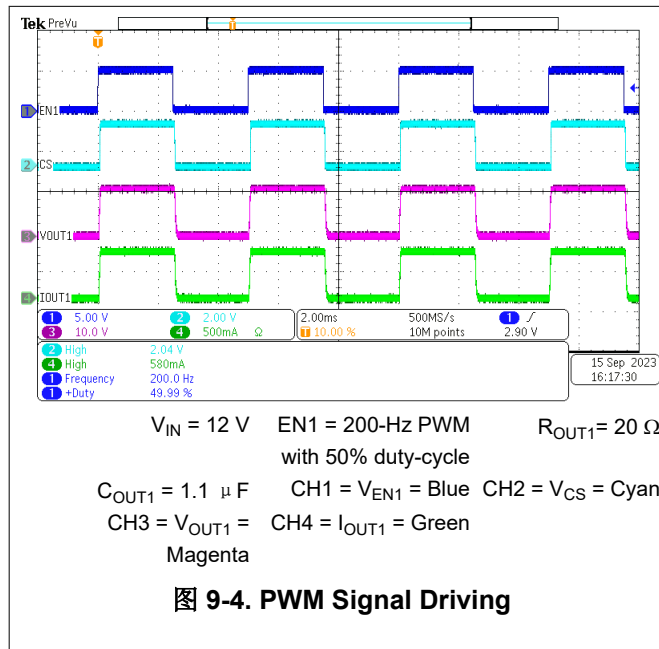 Tek PreVu
T
T
1 EN1
2 CS
3 VOUT1
4 IOUT1
1 5.00 V 2 2.00 V
3 10.0 V 4 500mA Ω
2.00ms 500MS/s 1
T 10.00 % 10M points 2.90 V
2 High 2.04 V
4 High 580mA
1 Frequency 200.0 Hz
1 +Duty 49.99 %
15 Sep 2023
16:17:30
VIN = 12 V EN1 = 200-Hz PWM ROUT1= 20 Ω
with 50% duty-cycle
COUT1 = 1.1 μF CH1 = VEN1 = Blue CH2 = VCS = Cyan
CH3 = VOUT1 = CH4 = IOUT1 = Green
Magenta
图 9-4. PWM Signal Driving